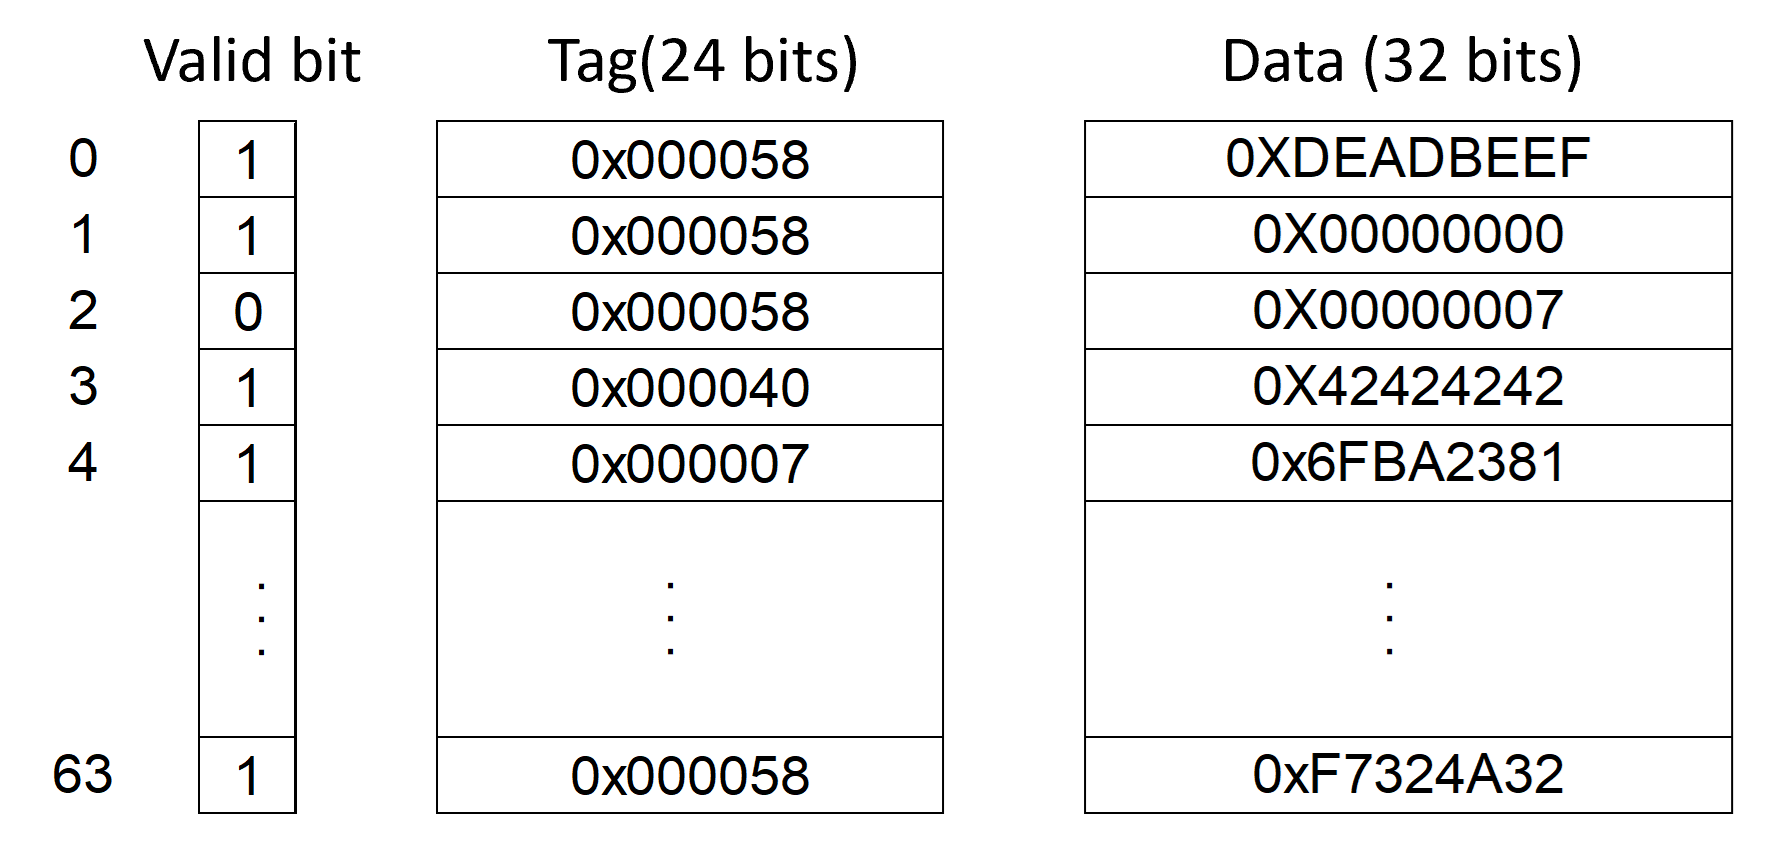 Valid bit Tag(24 bits) Data (32 bits)
0 1 0x000058 0XDEADBEEF
1 1 0x000058 0X00000000
2 0 0x000058 0X00000007
3 1 0x000040 0X42424242
4 1 0x000007 0x6FBA2381
63 1 0x000058 0xF7324A32